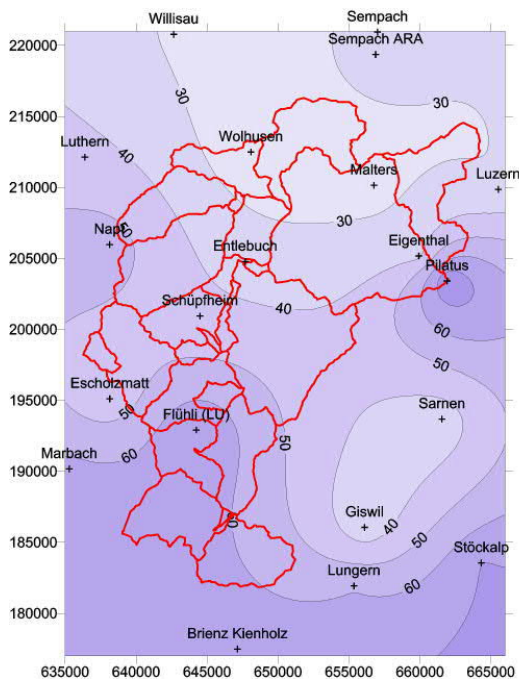 Willisau
Sempach
220000
Sempach ARA
30
30
215000
40
Wolhusen
Luthern
Malters
Luzern
210000
30
50
Napf
Entlebuch
Eigenthal
205000
Pilatus
40
Schüpfheim
60
200000
50
Escholzmatt
50
Sarnen
195000
Flühli (LU)
50
60
Marbach
190000
Giswil
40
60
50
185000
Stöckalp
Lungern
60
180000
Brienz Kienholz
635000 640000 645000 650000 655000 660000 665000